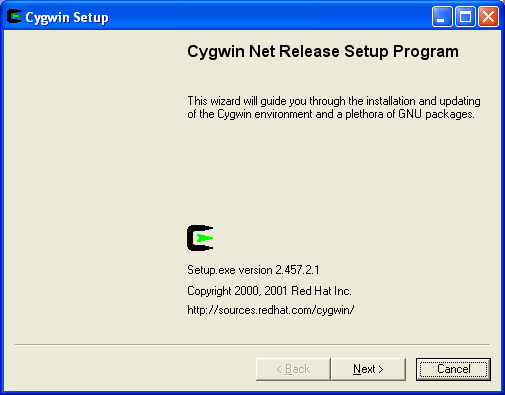 Cygwin Setup
Cygwin Net Release Setup Program
This wizard will guide you through the installation and updating
of the Cygwin environment and a plethora of GNU packages.
Setup.exe version 2.457.2.1
Copyright 2000, 2001 Red Hat Inc.
http://sources.redhat.com/cygwin/
< Back Next > Cancel